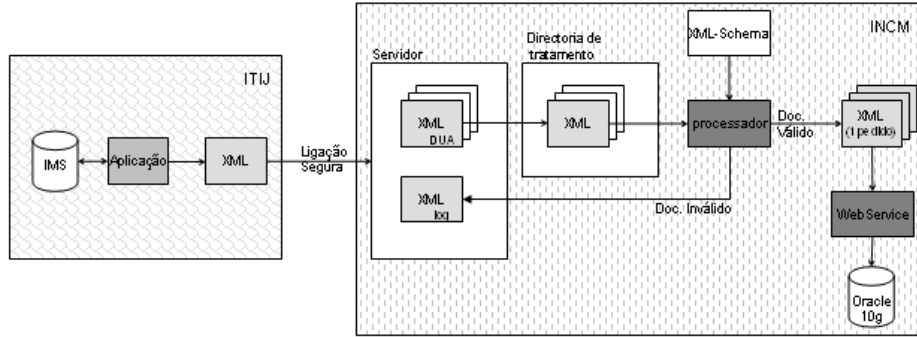 ITIJ
IMS
Aplicação
XML
Ligação
Segura
INCM
Servidor
XML
DUA
XML
log
Directoria de
tratamento
XML
XML-Schema
processador
Doc.
Válido
Doc. Inválido
XML
(1 pedido)
Web Service
Oracle
10g